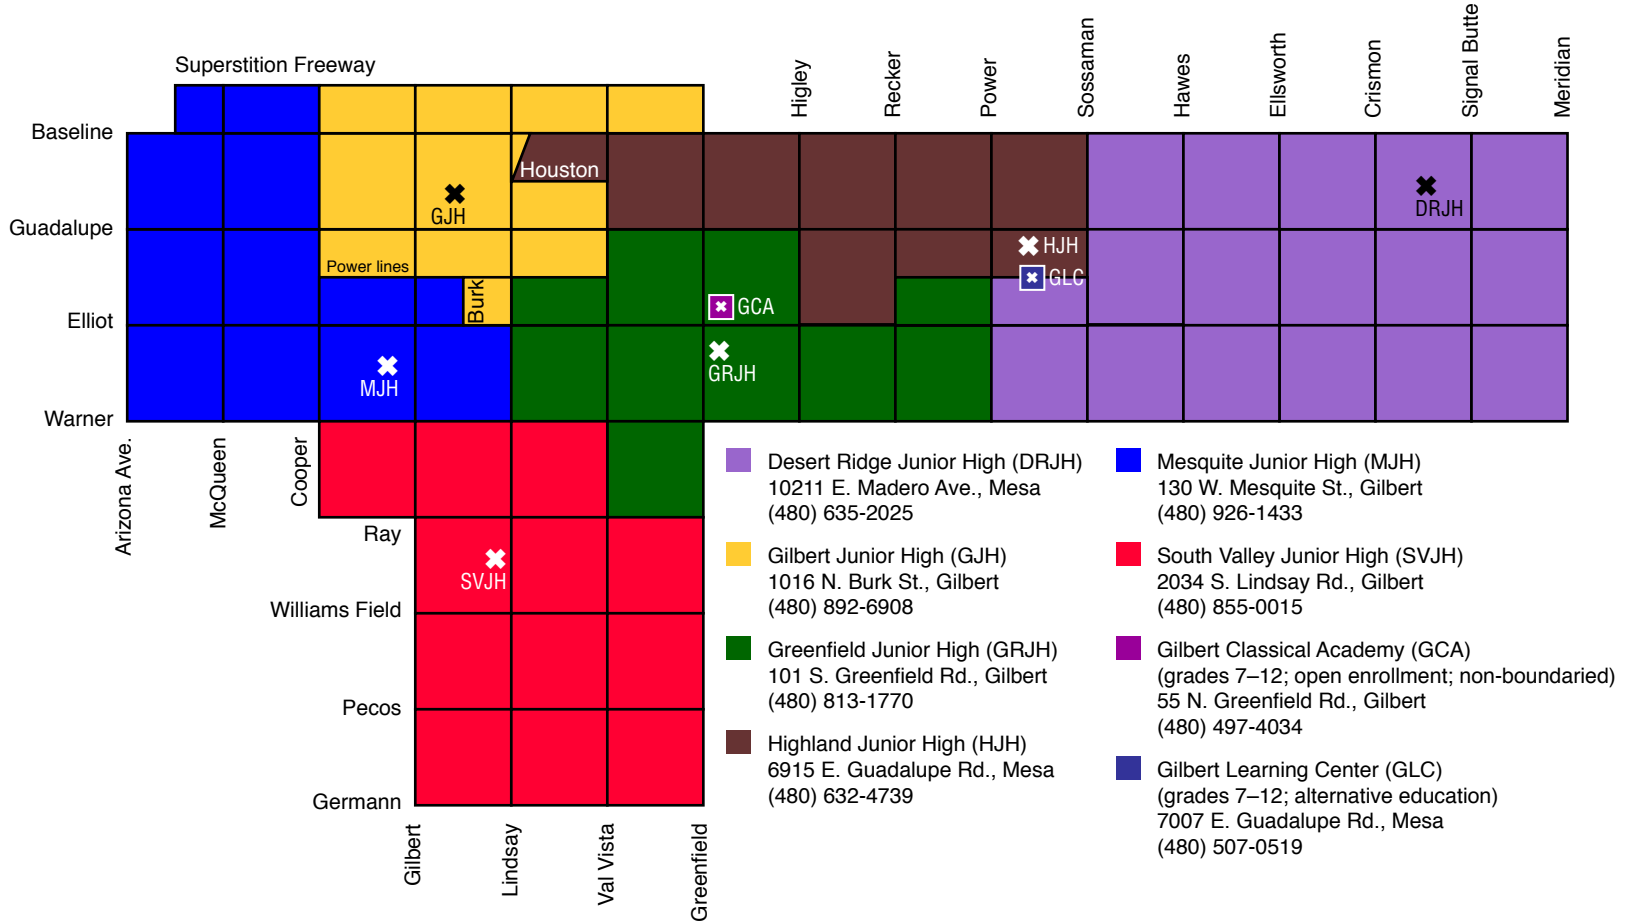 Superstition Freeway
Higley
Recker
Power
Sossaman
Hawes
Ellsworth
Crismon
Signal Butte
Meridian
Baseline
Houston
GJH
DRJH
Guadalupe
Power lines
HJH
GLC
Burk
GCA
Elliot
MJH
GRJH
Warner
Arizona Ave.
McQueen
Cooper
Ray
SVJH
Williams Field
Pecos
Germann
Gilbert
Lindsay
Val Vista
Greenfield
Desert Ridge Junior High (DRJH)
10211 E. Madero Ave., Mesa
(480) 635-2025
Gilbert Junior High (GJH)
1016 N. Burk St., Gilbert
(480) 892-6908
Greenfield Junior High (GRJH)
101 S. Greenfield Rd., Gilbert
(480) 813-1770
Highland Junior High (HJH)
6915 E. Guadalupe Rd., Mesa
(480) 632-4739
Mesquite Junior High (MJH)
130 W. Mesquite St., Gilbert
(480) 926-1433
South Valley Junior High (SVJH)
2034 S. Lindsay Rd., Gilbert
(480) 855-0015
Gilbert Classical Academy (GCA)
(grades 7–12; open enrollment; non-boundaried)
55 N. Greenfield Rd., Gilbert
(480) 497-4034
Gilbert Learning Center (GLC)
(grades 7–12; alternative education)
7007 E. Guadalupe Rd., Mesa
(480) 507-0519